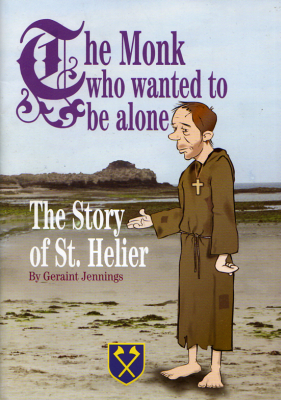 The Monk
who wanted to
be alone
The Story
of St. Helier
By Geraint Jennings